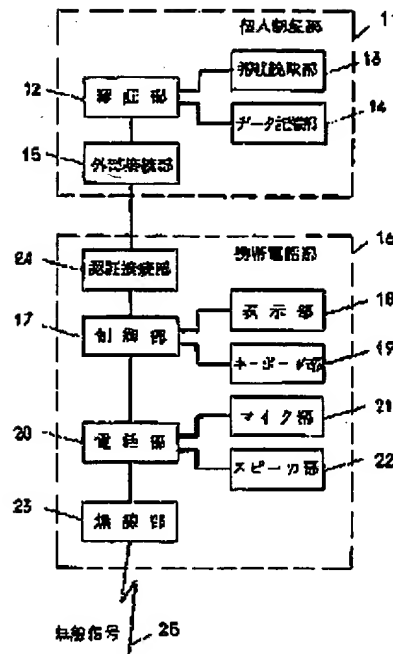 個人認証部
11
12
認証部
指紋読取部
13
データ記憶部
14
15
外部接続部
16
携帯電話部
24
認証接続部
17
制御部
表示部
18
キーボード部
19
20
電話部
マイク部
21
スピーカ部
22
23
無線部
無線信号
25